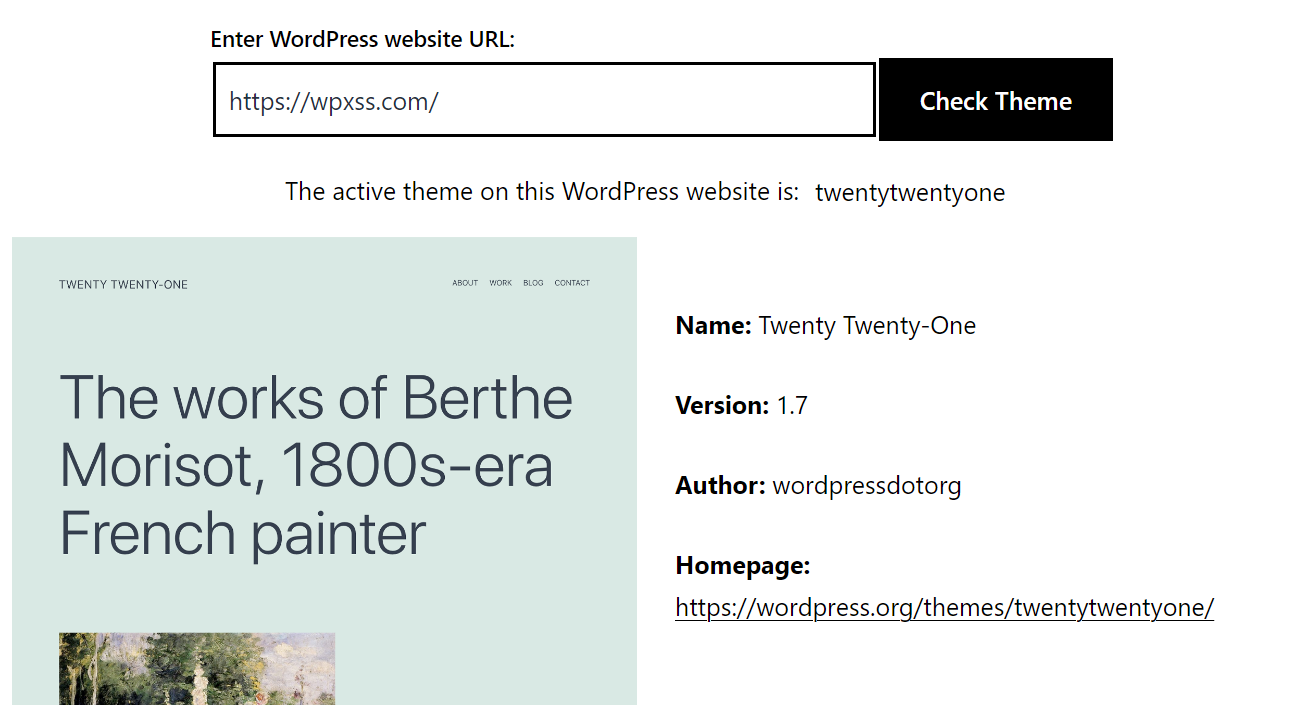 Enter WordPress website URL:
https://wpxss.com/
Check Theme
The active theme on this WordPress website is: twentytwentyone
TWENTY TWENTY-ONE
ABOUT WORK BLOG CONTACT
The works of Berthe
Morisot, 1800s-era
French painter
Name: Twenty Twenty-One
Version: 1.7
Author: wordpressdotorg
Homepage:
https://wordpress.org/themes/twentytwentyone/